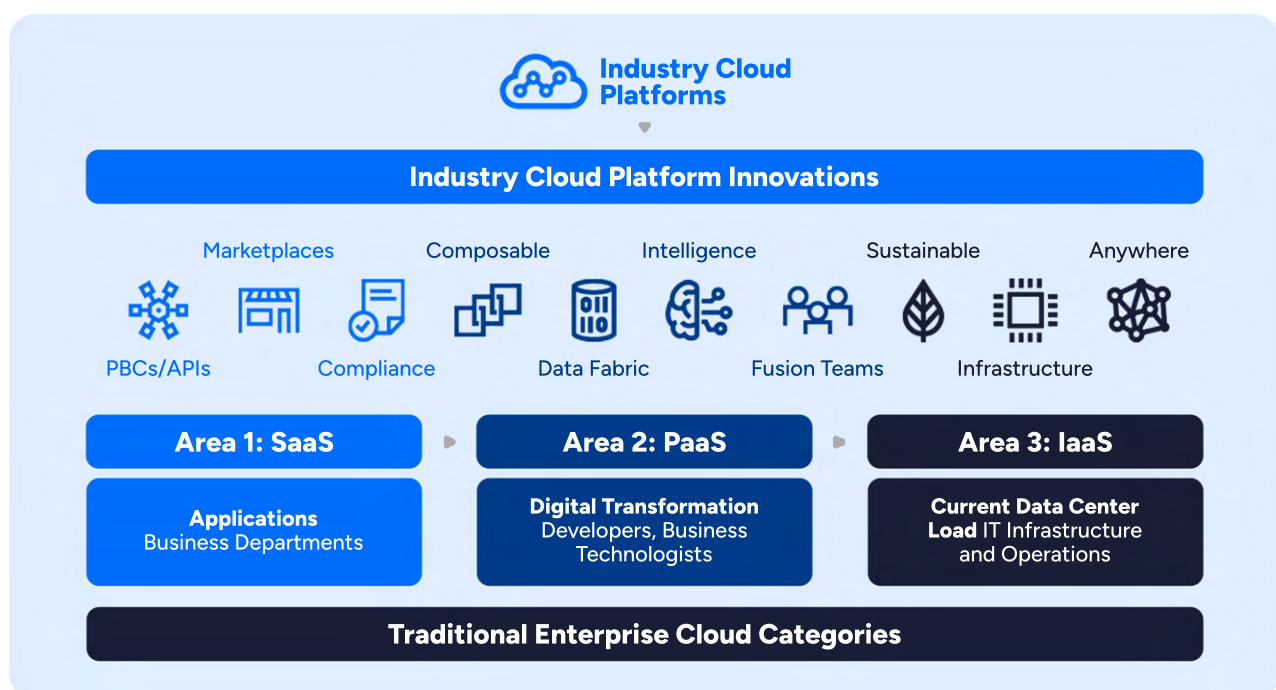 Industry Cloud
Platforms
Industry Cloud Platform Innovations
Marketplaces
Composable
Intelligence
Sustainable
Anywhere
PBCs/APIs
Compliance
Data Fabric
Fusion Teams
Infrastructure
Area 1: SaaS
Area 2: PaaS
Area 3: IaaS
Applications
Business Departments
Digital Transformation
Developers, Business
Technologists
Current Data Center
Load IT Infrastructure
and Operations
Traditional Enterprise Cloud Categories